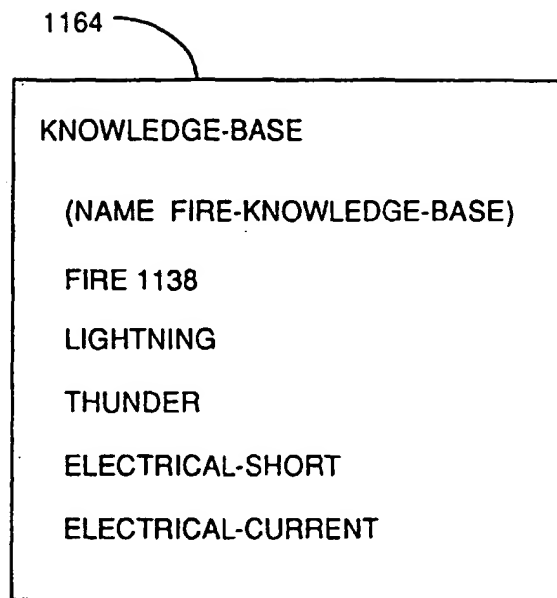 1164
KNOWLEDGE-BASE
(NAME FIRE-KNOWLEDGE-BASE)
FIRE 1138
LIGHTNING
THUNDER
ELECTRICAL-SHORT
ELECTRICAL-CURRENT